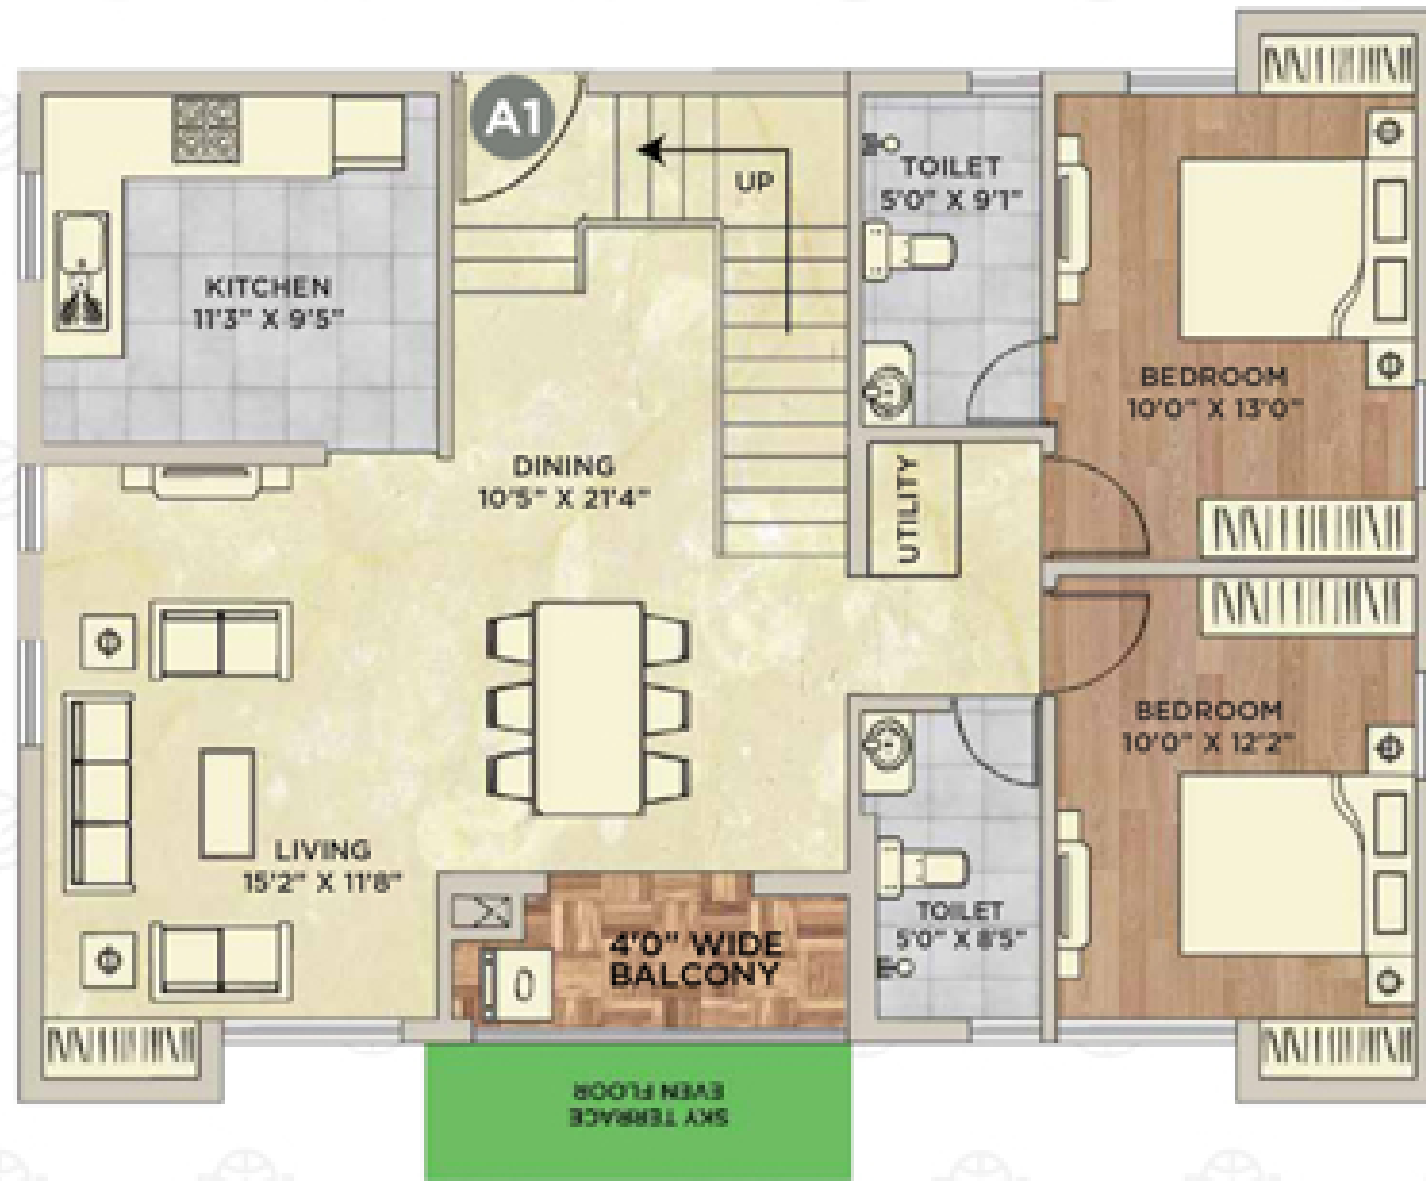 A1
UP
TOILET
5'0" X 9'1"
KITCHEN
11'3" X 9'5"
BEDROOM
10'0" X 13'0"
DINING
10'5" X 21'4"
UTILITY
BEDROOM
10'0" X 12'2"
LIVING
15'2" X 11'8"
TOILET
5'0" X 8'5"
4'0" WIDE
BALCONY
SKY TERRACE
EVEN FLOOR